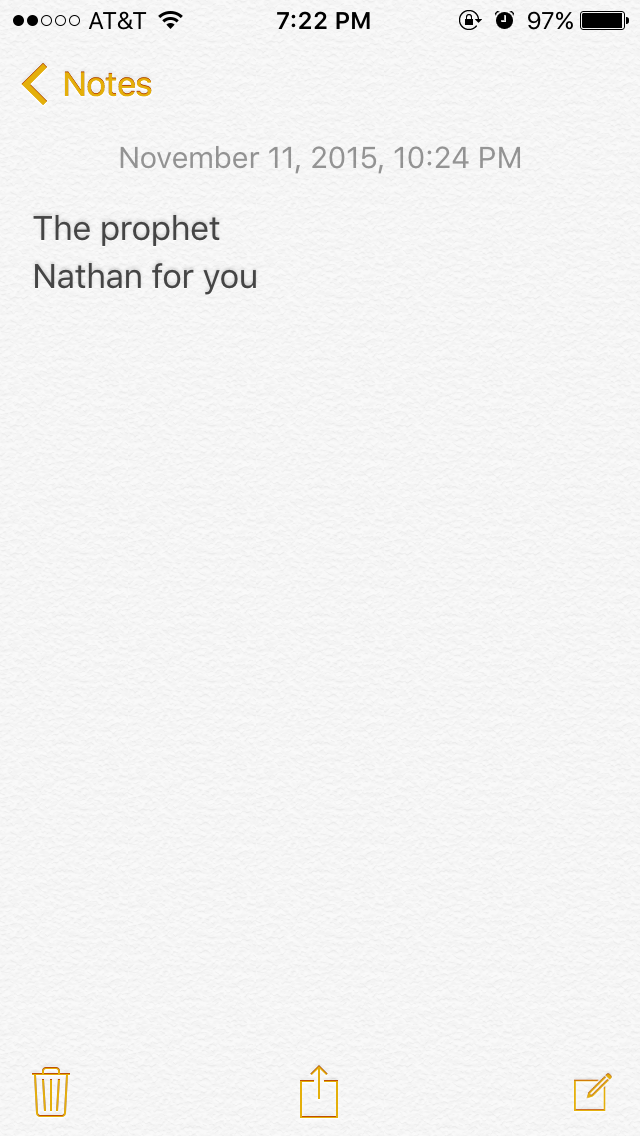 AT&T 7:22 PM 97%
Notes
November 11, 2015, 10:24 PM
The prophet
Nathan for you